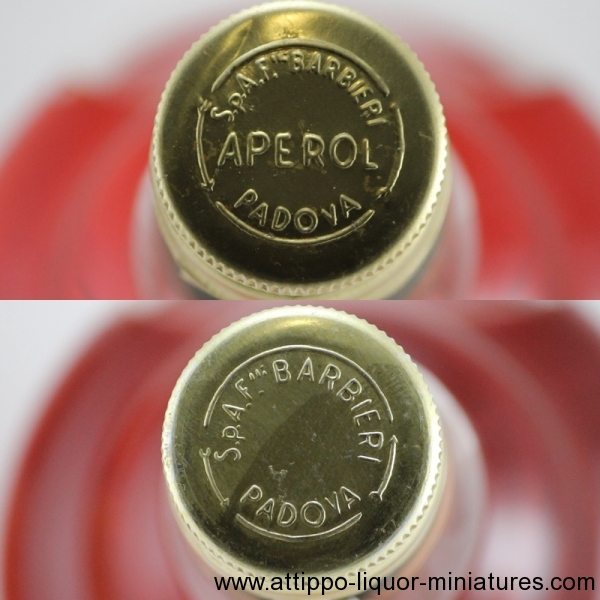 S.p.A. F.lli BARBIERI
APEROL
PADOVA
S.p.A. F.lli BARBIERI
PADOVA
www.attippo-liquor-miniatures.com